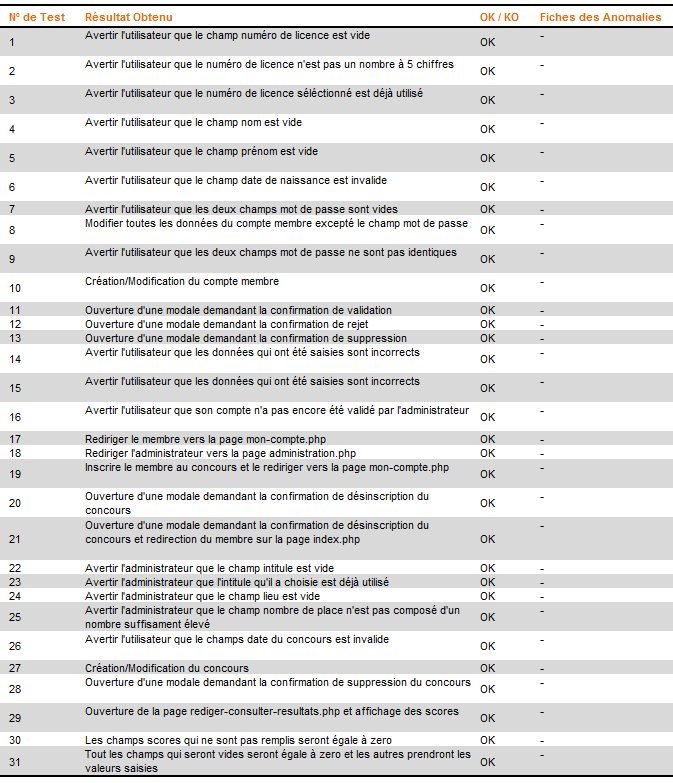 N° de Test Résultat Obtenu OK / KO Fiches des Anomalies
1 Avertir l'utilisateur que le champ numéro de licence est vide OK -
2 Avertir l'utilisateur que le numéro de licence n'est pas un nombre à 5 chiffres OK -
3 Avertir l'utilisateur que le numéro de licence séléctionné est déjà utilisé OK -
4 Avertir l'utilisateur que le champ nom est vide OK -
5 Avertir l'utilisateur que le champ prénom est vide OK -
6 Avertir l'utilisateur que le champ date de naissance est invalide OK -
7 Avertir l'utilisateur que les deux champs mot de passe sont vides OK -
8 Modifier toutes les données du compte membre excepté le champ mot de passe OK -
9 Avertir l'utilisateur que les deux champs mot de passe ne sont pas identiques OK -
10 Création/Modification du compte membre OK -
11 Ouverture d'une modale demandant la confirmation de validation OK -
12 Ouverture d'une modale demandant la confirmation de rejet OK -
13 Ouverture d'une modale demandant la confirmation de suppression OK -
14 Avertir l'utilisateur que les données qui ont été saisies sont incorrects OK -
15 Avertir l'utilisateur que les données qui ont été saisies sont incorrects OK -
16 Avertir l'utilisateur que son compte n'a pas encore été validé par l'administrateur OK -
17 Rediriger le membre vers la page mon-compte.php OK -
18 Rediriger l'administrateur vers la page administration.php OK -
19 Inscrire le membre au concours et le rediriger vers la page mon-compte.php OK -
20 Ouverture d'une modale demandant la confirmation de désinscription du
concours OK -
21 Ouverture d'une modale demandant la confirmation de désinscription du
concours et redirection du membre sur la page index.php OK -
22 Avertir l'administrateur que le champ intitule est vide OK -
23 Avertir l'administrateur que l'intitule qu'il a choisie est déjà utilisé OK -
24 Avertir l'administrateur que le champ lieu est vide OK -
25 Avertir l'administrateur que le champ nombre de place n'est pas composé d'un
nombre suffisament élevé OK -
26 Avertir l'utilisateur que le champs date du concours est invalide OK -
27 Création/Modification du concours OK -
28 Ouverture d'une modale demandant la confirmation de suppression du concours OK -
29 Ouverture de la page rediger-consulter-resultats.php et affichage des scores OK -
30 Les champs scores qui ne sont pas remplis seront égale à zero OK -
31 Tout les champs qui seront vides seront égale à zero et les autres prendront les
valeurs saisies OK -